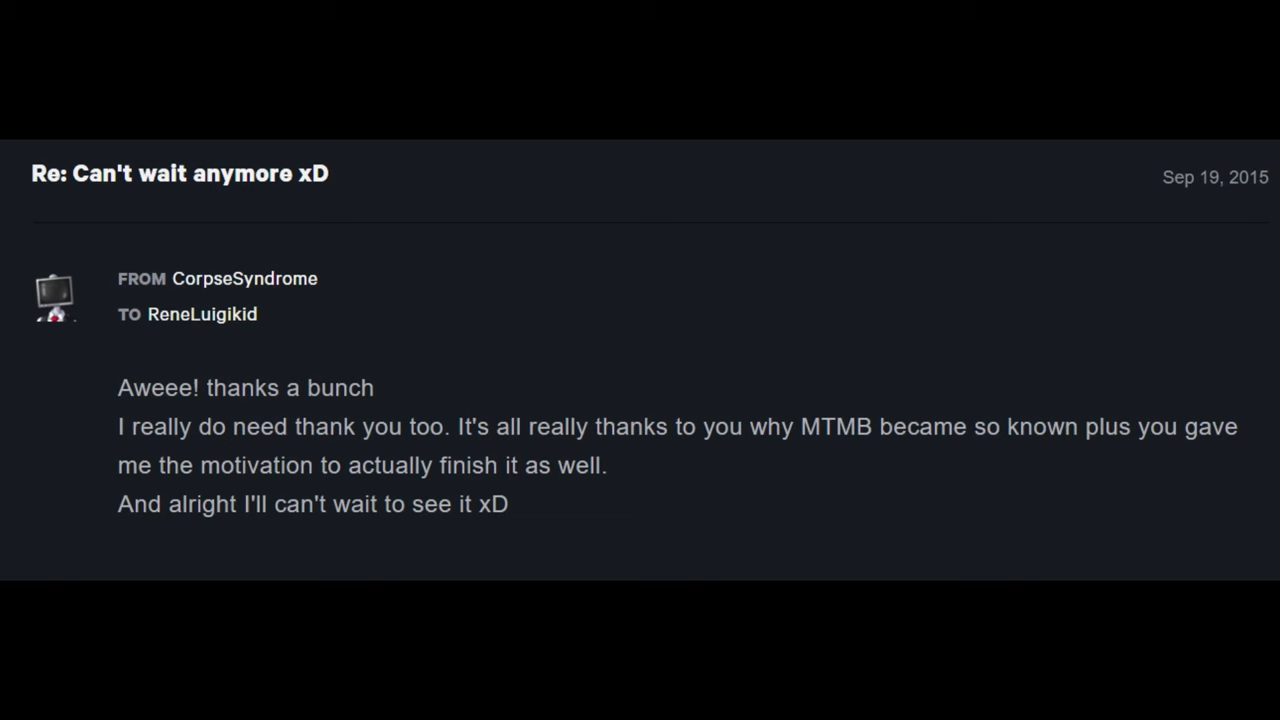 Re: Can't wait anymore xD
Sep 19, 2015
FROM CorpseSyndrome
TO ReneLuigikid
Aweee! thanks a bunch
I really do need thank you too. It's all really thanks to you why MTMB became so known plus you gave
me the motivation to actually finish it as well.
And alright I'll can't wait to see it xD